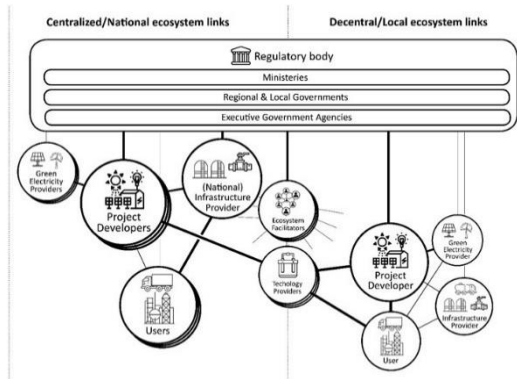 Centralized/National ecosystem links
Decentral/Local ecosystem links
Regulatory body
Ministeries
Regional & Local Governments
Executive Government Agencies
Green
Electricity
Providers
Project
Developers
(National)
Infrastructure
Provider
Ecosystem
Facilitators
Techology
Providers
Users
Project
Developer
Green
Electricity
Provider
Infrastructure
Provider
User